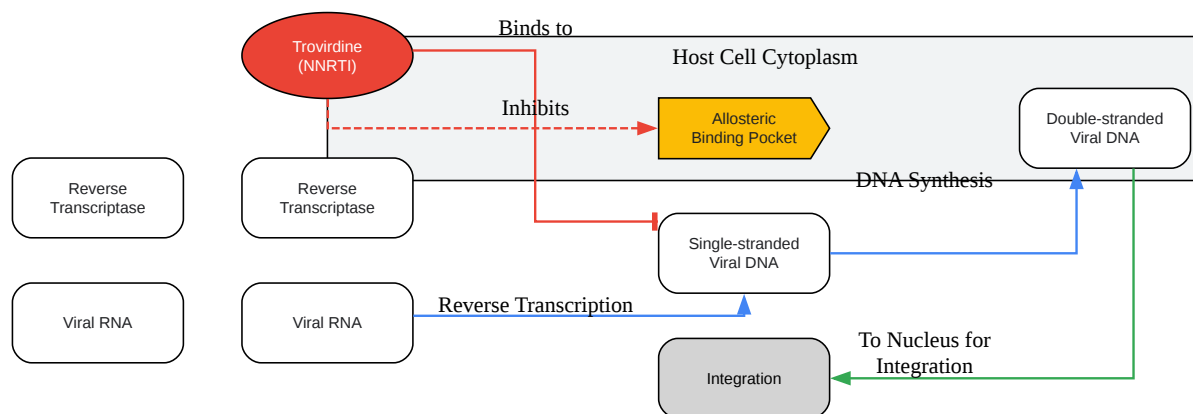 Binds to
Trovirdine
(NNRTI)
Host Cell Cytoplasm
Inhibits
Allosteric
Binding Pocket
Double-stranded
Viral DNA
Reverse
Transcriptase
Reverse
Transcriptase
DNA Synthesis
Single-stranded
Viral DNA
Viral RNA
Viral RNA
Reverse Transcription
To Nucleus for
Integration
Integration